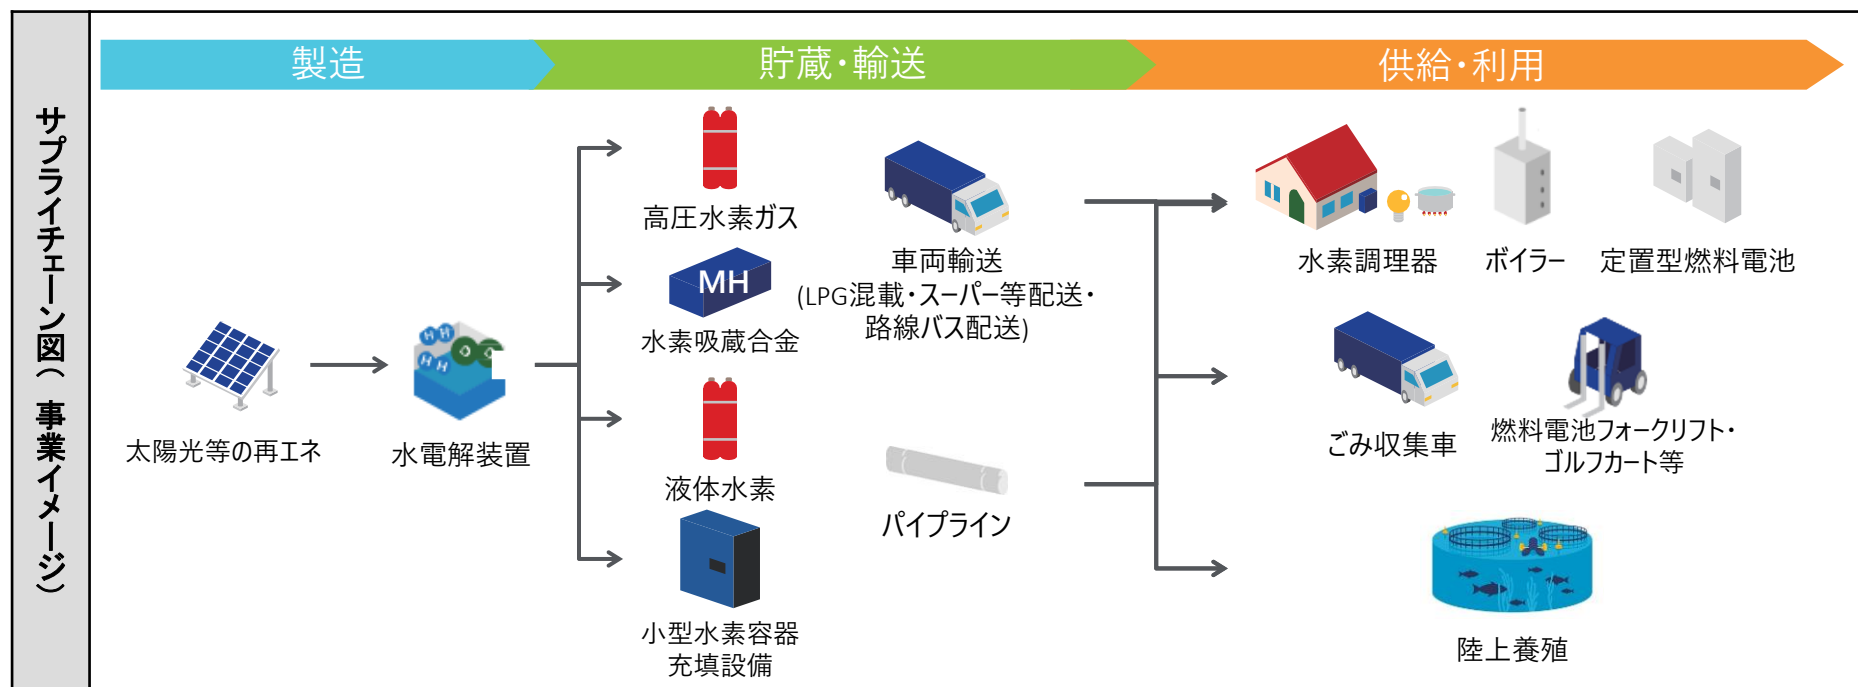 サプライチェーン図(事業イメージ)
製造
貯蔵・輸送
供給・利用
太陽光等の再エネ
H H
H H
O O
水電解装置
高圧水素ガス
MH
水素吸蔵合金
液体水素
小型水素容器
充填設備
車両輸送
(LPG混載・スーパー等配送・
路線バス配送)
パイプライン
水素調理器
ボイラー
定置型燃料電池
ごみ収集車
燃料電池フォークリフト・
ゴルフカート等
陸上養殖